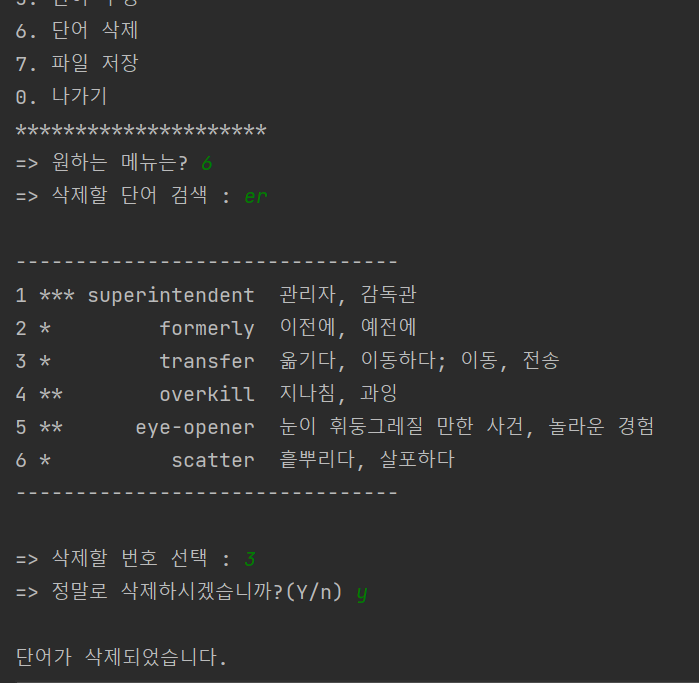 6. 단어 삭제
7. 파일 저장
0. 나가기
*********************
=> 원하는 메뉴는? 6
=> 삭제할 단어 검색 : er
--------------------------------
1 *** superintendent  관리자, 감독관
2 *         formerly  이전에, 예전에
3 *         transfer  옮기다, 이동하다; 이동, 전송
4 **        overkill  지나침, 과잉
5 **      eye-opener  눈이 휘둥그레질 만한 사건, 놀라운 경험
6 *          scatter  흩뿌리다, 살포하다
--------------------------------
=> 삭제할 번호 선택 : 3
=> 정말로 삭제하시겠습니까?(Y/n) y
단어가 삭제되었습니다.